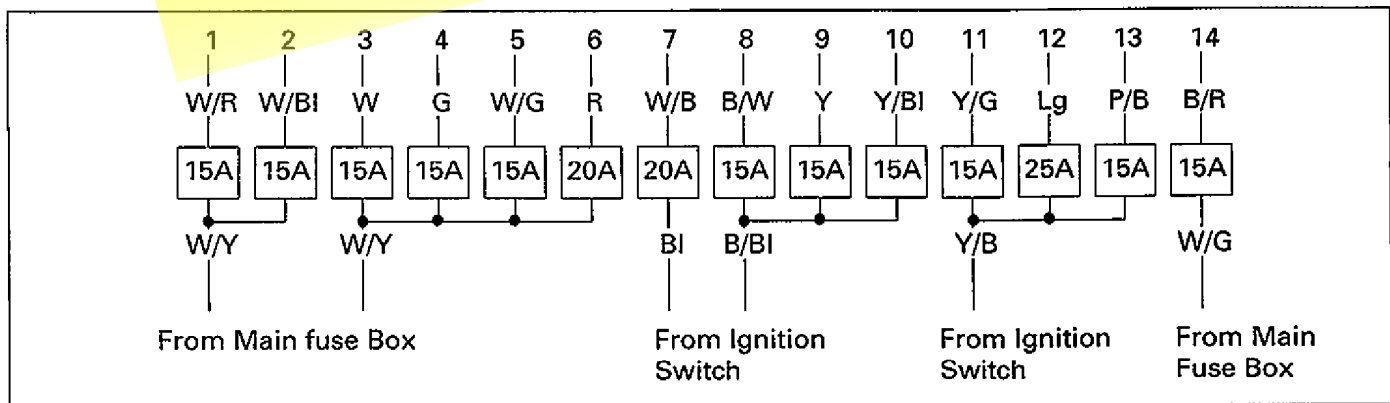 1 2 3 4 5 6 7 8 9 10 11 12 13 14
W/R W/Bl W G W/G R W/B B/W Y Y/Bl Y/G Lg P/B B/R
15A 15A 15A 15A 15A 20A 20A 15A 15A 15A 15A 25A 15A 15A
W/Y W/Y Bl B/Bl Y/B W/G
From Main fuse Box From Ignition From Ignition From Main
Switch Switch Fuse Box